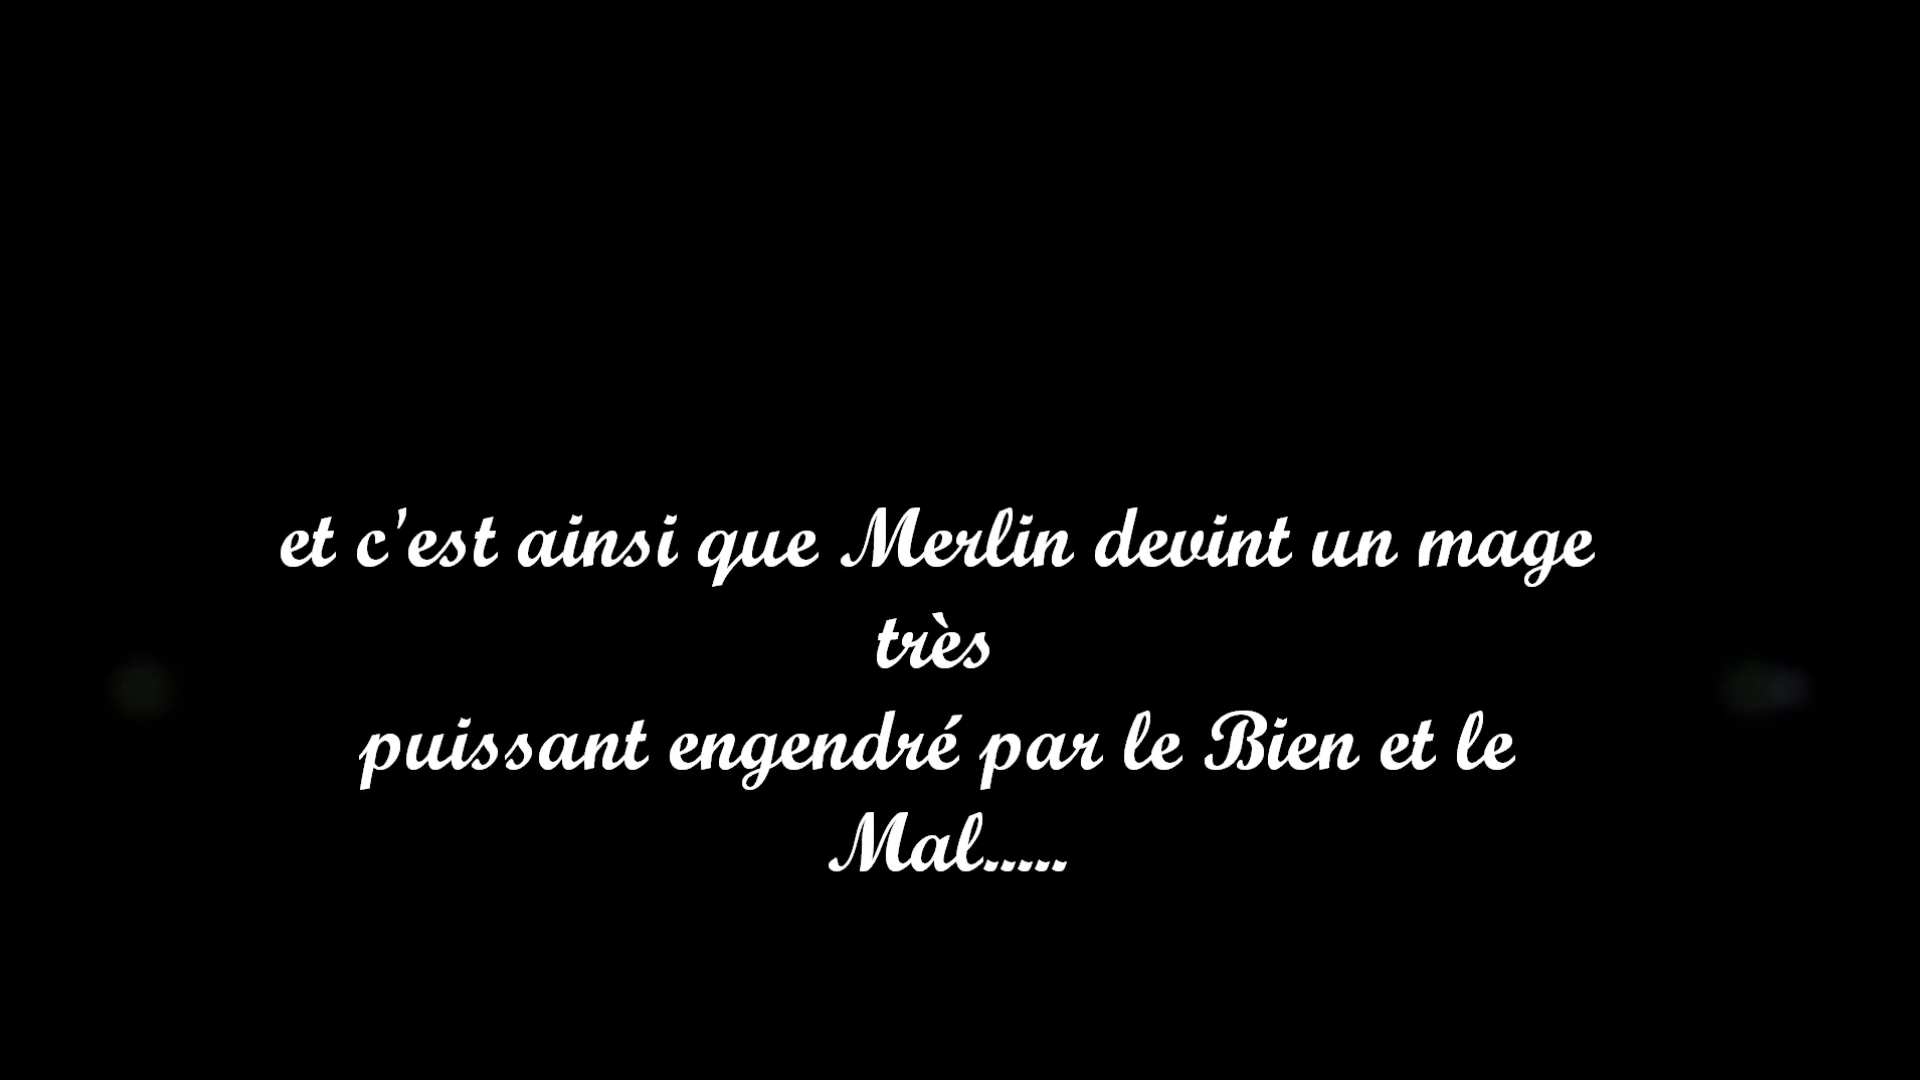 et c'est ainsi que Merlin devint un mage
très
puissant engendré par le Bien et le
Mal.....